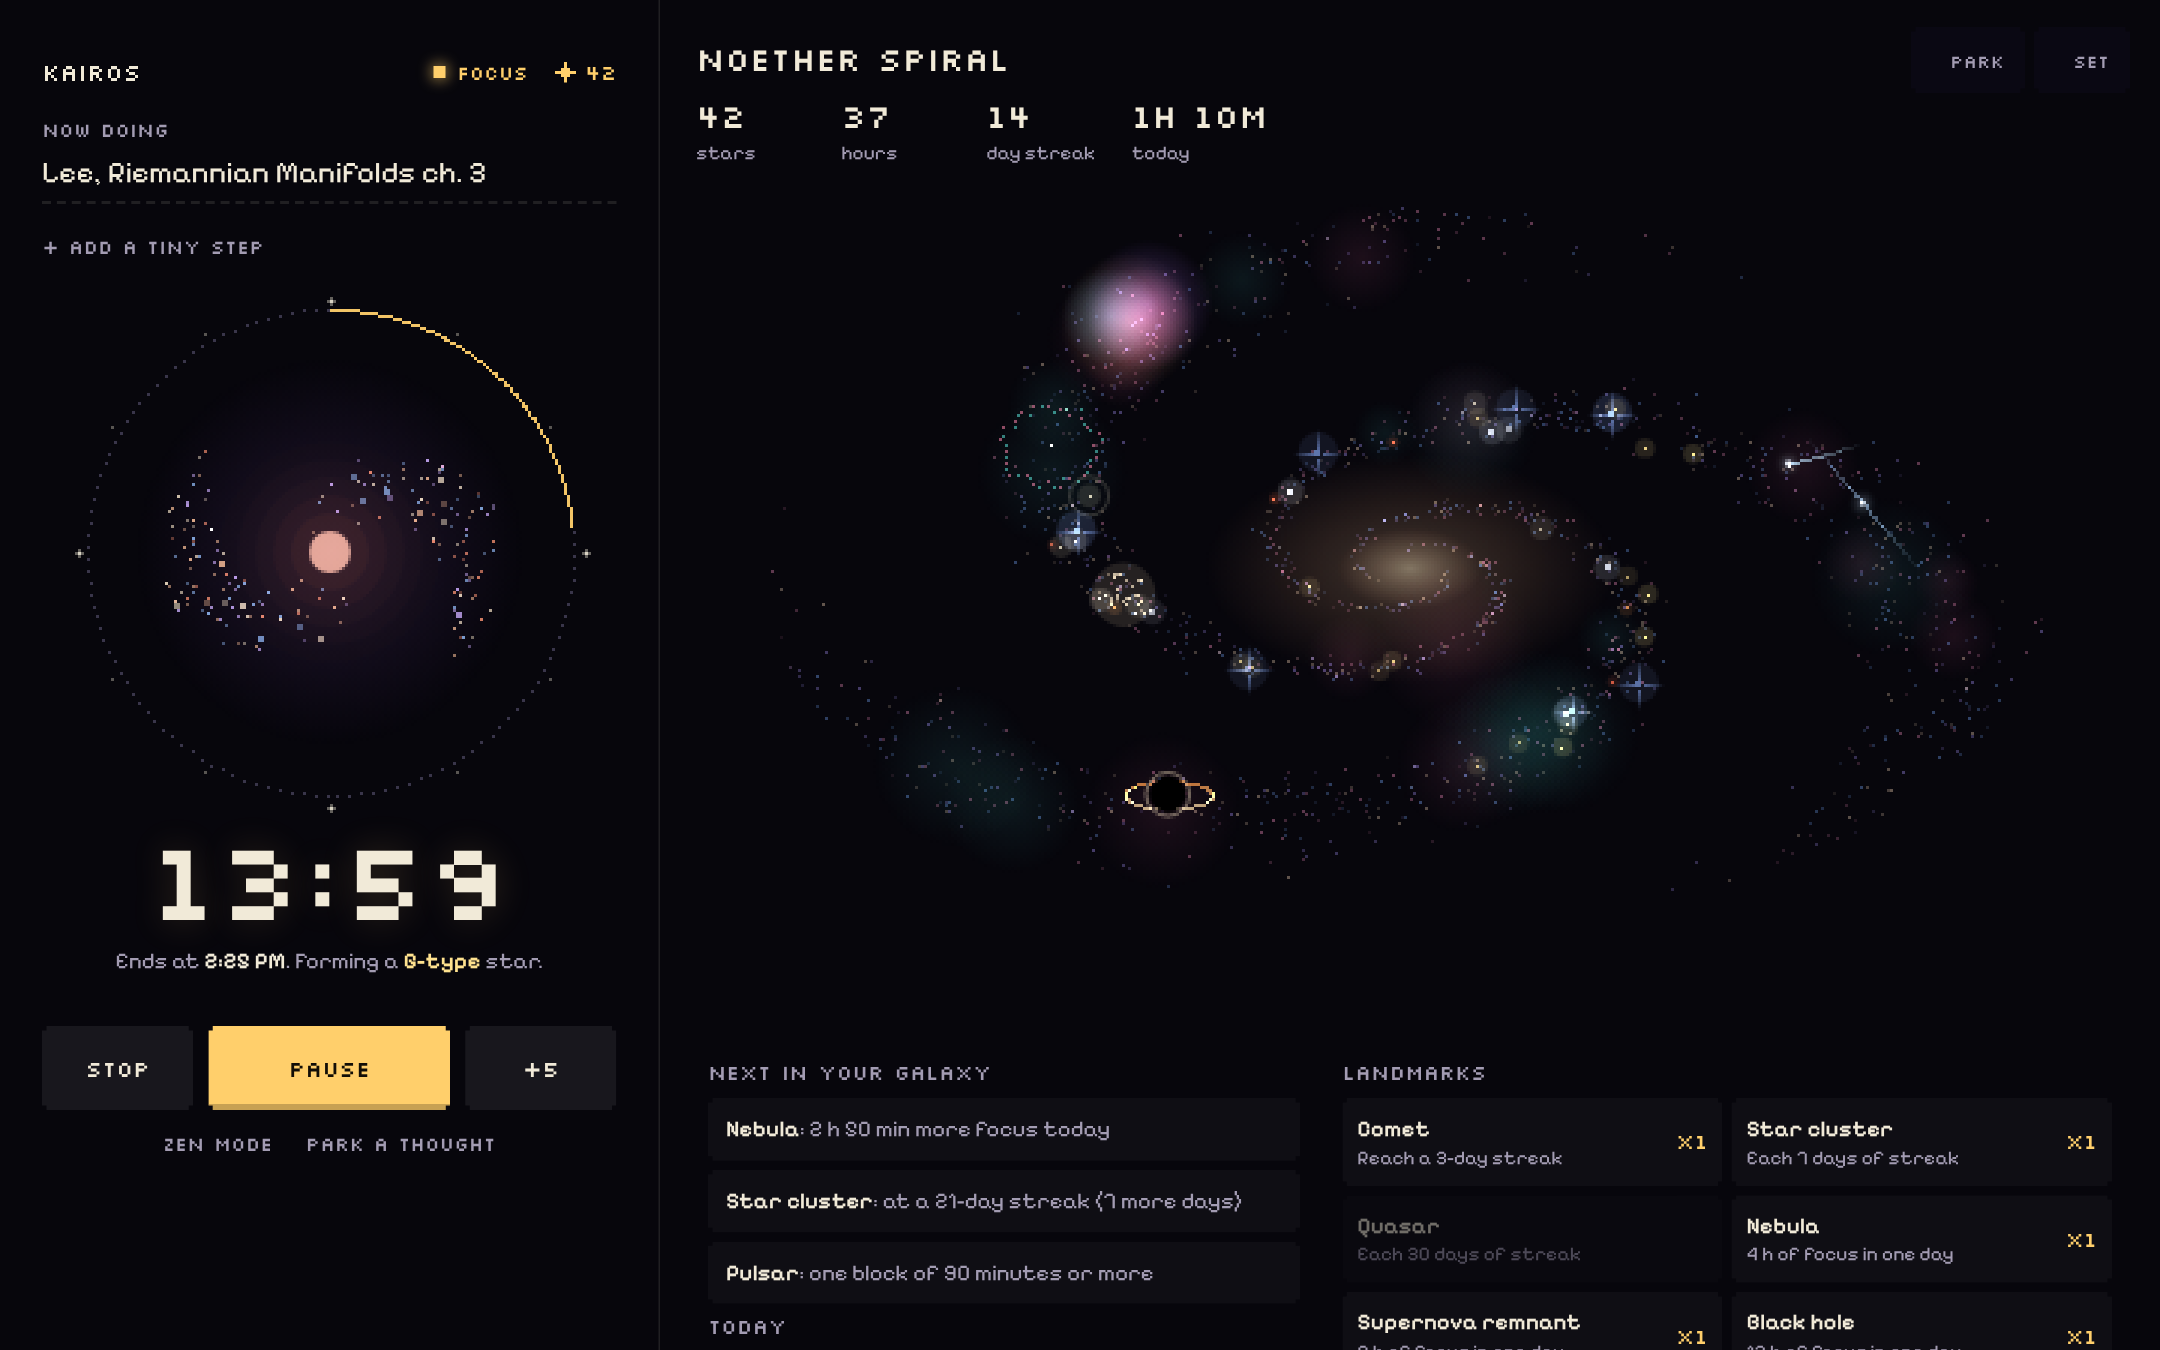 KAIROS
FOCUS 42
NOW DOING
Lee, Riemannian Manifolds ch. 3
+ ADD A TINY STEP
13:59
Ends at 2:25 PM. Forming a G-type star.
STOP
PAUSE
+5
ZEN MODE PARK A THOUGHT
NOETHER SPIRAL
PARK
SET
42
stars
37
hours
14
day streak
1H 10M
today
NEXT IN YOUR GALAXY
Nebula: 2 h 50 min more focus today
Star cluster: at a 21-day streak (7 more days)
Pulsar: one block of 90 minutes or more
TODAY
LANDMARKS
Comet
Reach a 3-day streak
X1
Star cluster
Each 7 days of streak
X1
Quasar
Each 30 days of streak
Nebula
4 h of focus in one day
X1
Supernova remnant
X1
Black hole
X1